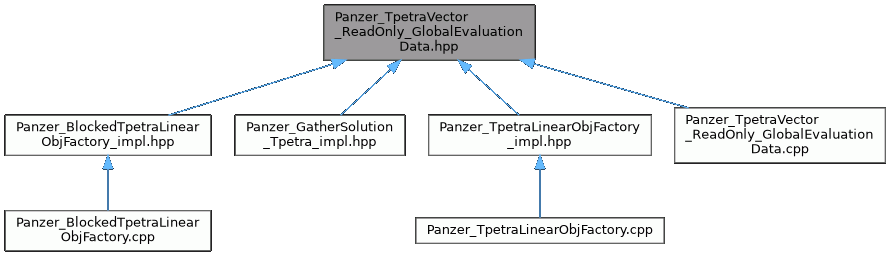 Panzer_TpetraVector
_ReadOnly_GlobalEvaluation
Data.hpp
Panzer_BlockedTpetraLinear
ObjFactory_impl.hpp
Panzer_GatherSolution
_Tpetra_impl.hpp
Panzer_TpetraLinearObjFactory
_impl.hpp
Panzer_TpetraVector
_ReadOnly_GlobalEvaluation
Data.cpp
Panzer_BlockedTpetraLinear
ObjFactory.cpp
Panzer_TpetraLinearObjFactory.cpp